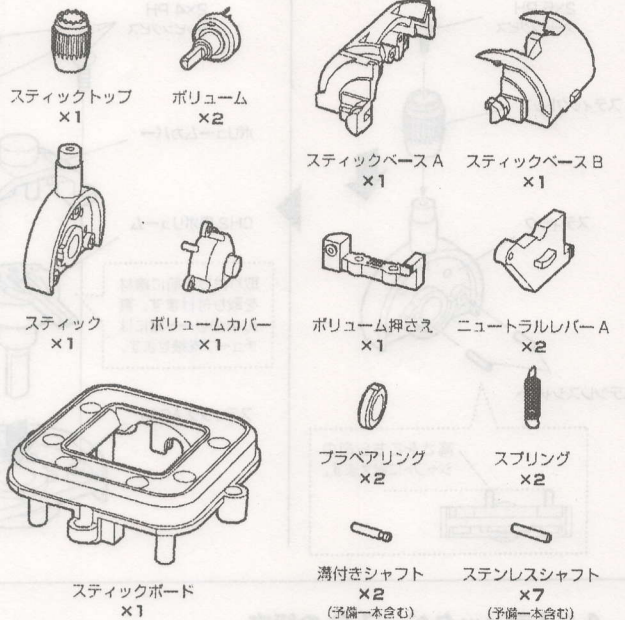 スティックトップ
×1
ボリューム
×2
スティックベース A
×1
スティックベース B
×1
スティック
×1
ボリュームカバー
×1
ボリューム押さえ
×1
ニュートラルレバー A
×2
プラベアリング
×2
スプリング
×2
スティックボード
×1
溝付きシャフト
×2
(予備一本含む)
ステンレスシャフト
×7
(予備一本含む)